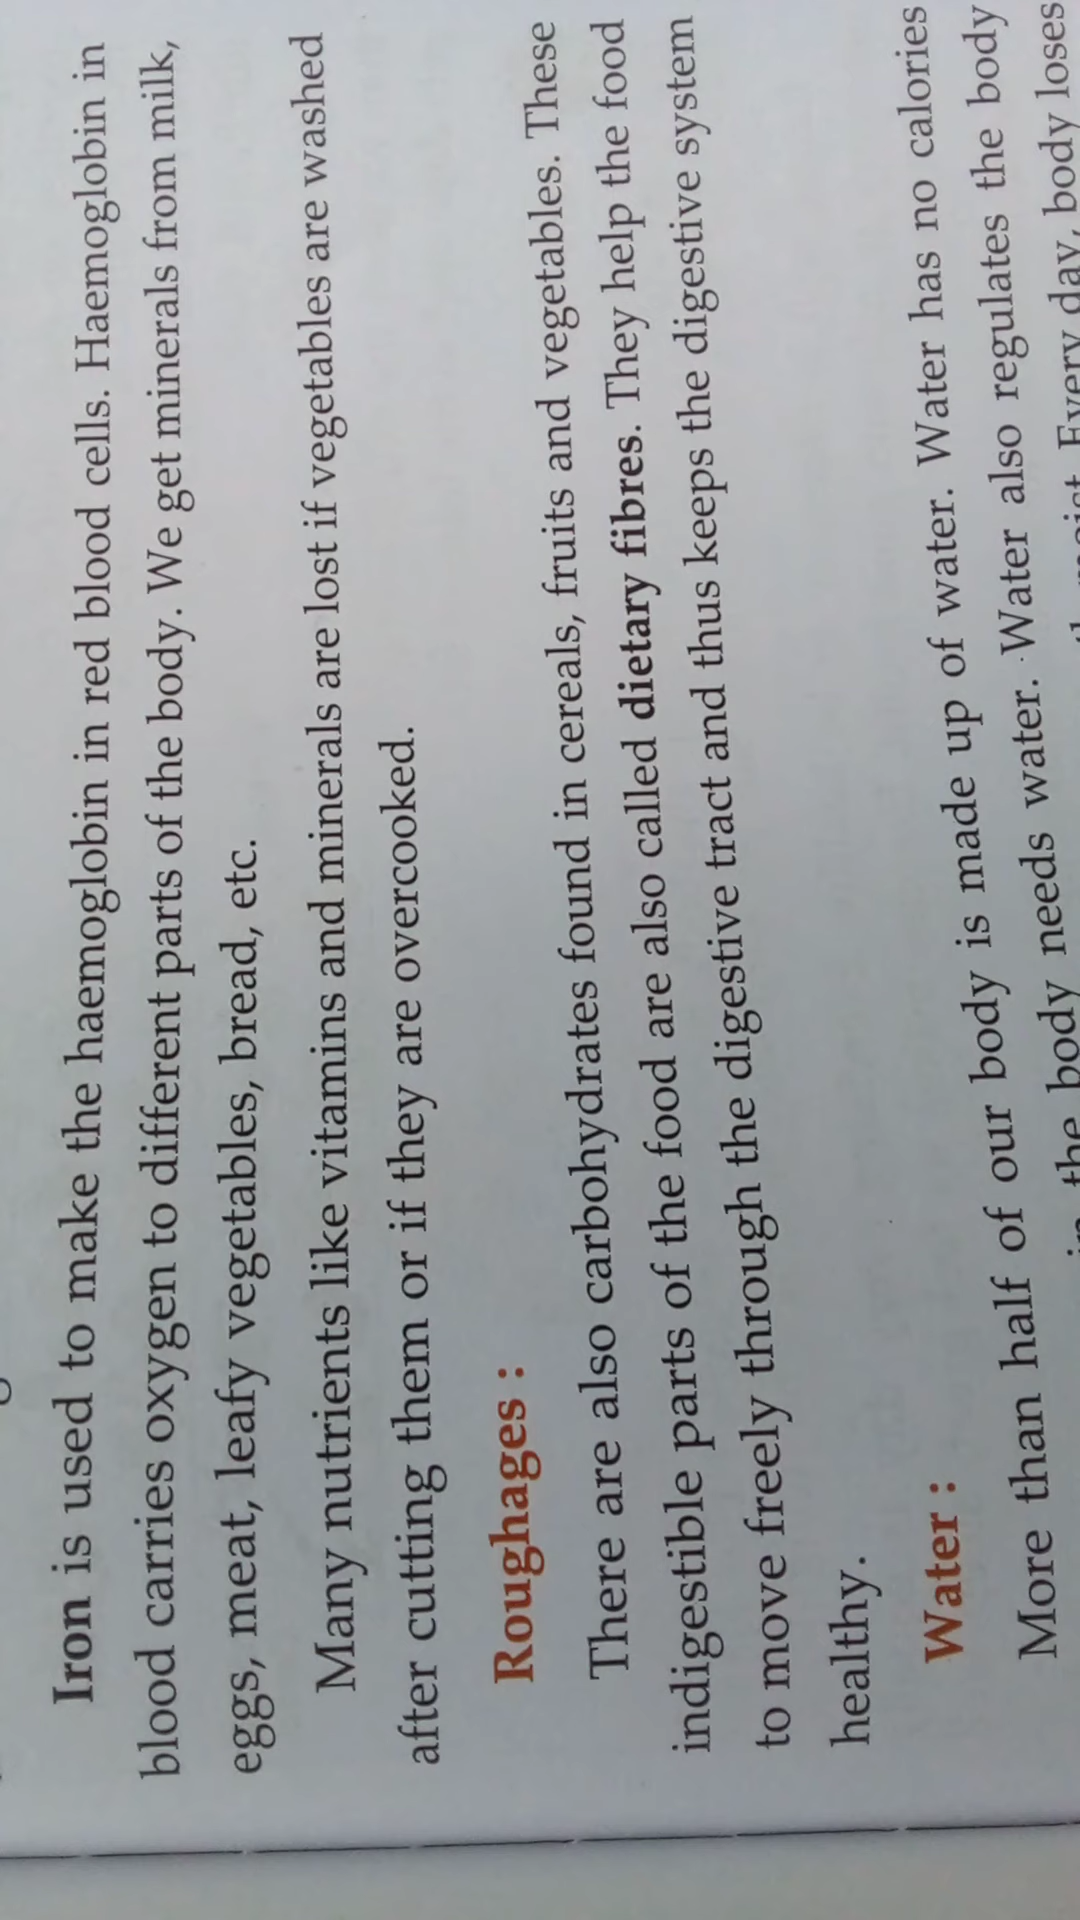 Iron is used to make the haemoglobin in red blood cells. Haemoglobin in
blood carries oxygen to different parts of the body. We get minerals from milk,
eggs, meat, leafy vegetables, bread, etc.
Many nutrients like vitamins and minerals are lost if vegetables are washed
after cutting them or if they are overcooked.
Roughages :
There are also carbohydrates found in cereals, fruits and vegetables. These
indigestible parts of the food are also called dietary fibres. They help the food
to move freely through the digestive tract and thus keeps the digestive system
healthy.
Water :
More than half of our body is made up of water. Water has no calories
the body needs water. Water also regulates the body
Every day, body loses